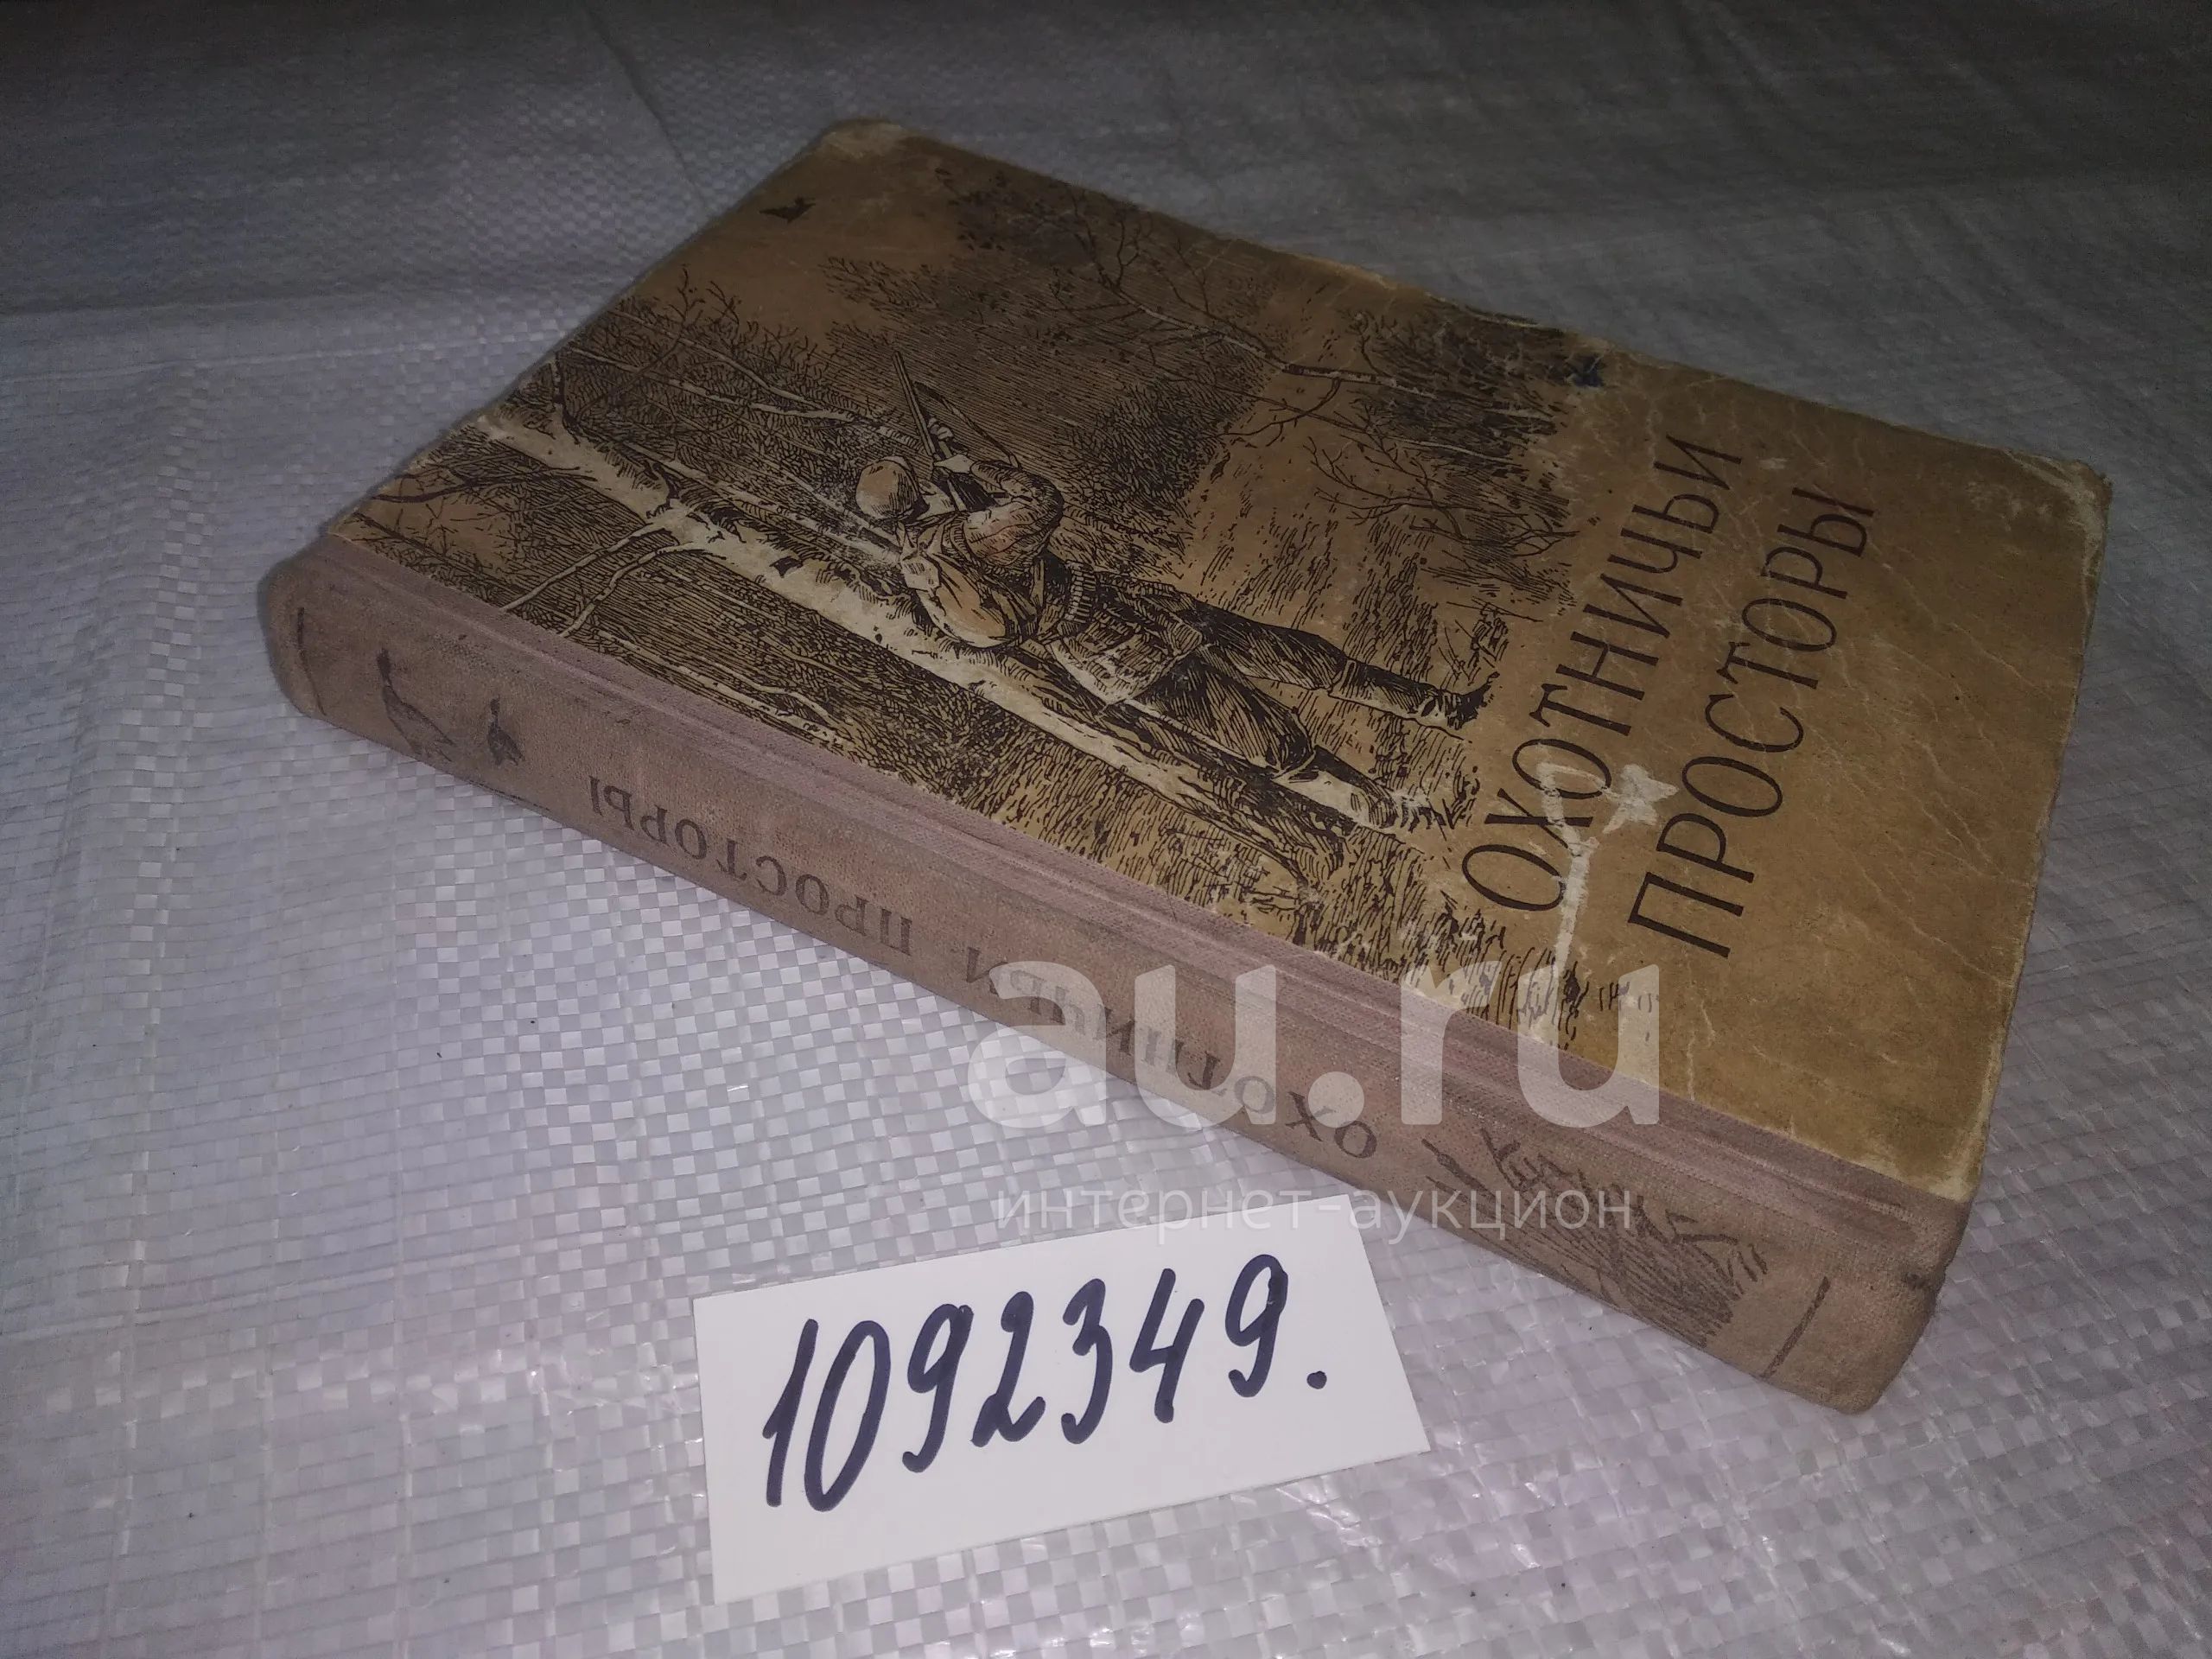 ОХОТНИЧЬИ
ПРОСТОРЫ
ОХОТНИЧЬИ ПРОСТОРЫ
au.ru
интернет-аукцион
1092349.